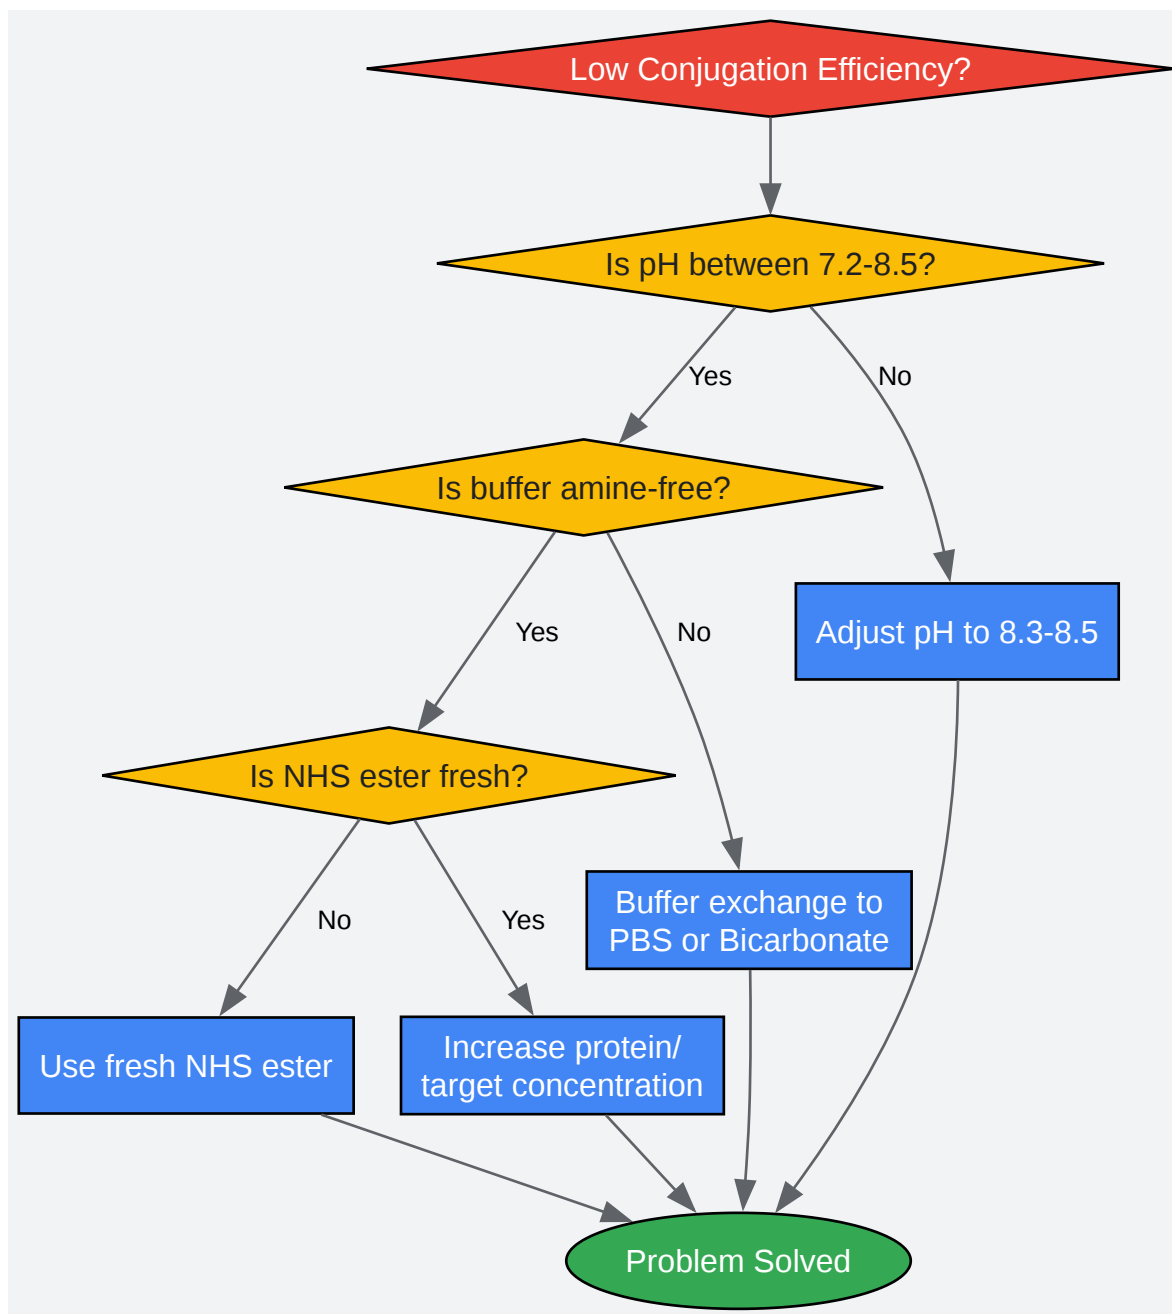 Low Conjugation Efficiency?
Is pH between 7.2-8.5?
Yes
No
Is buffer amine-free?
Yes
No
Adjust pH to 8.3-8.5
Is NHS ester fresh?
No
Yes
Buffer exchange to
PBS or Bicarbonate
Use fresh NHS ester
Increase protein/
target concentration
Problem Solved